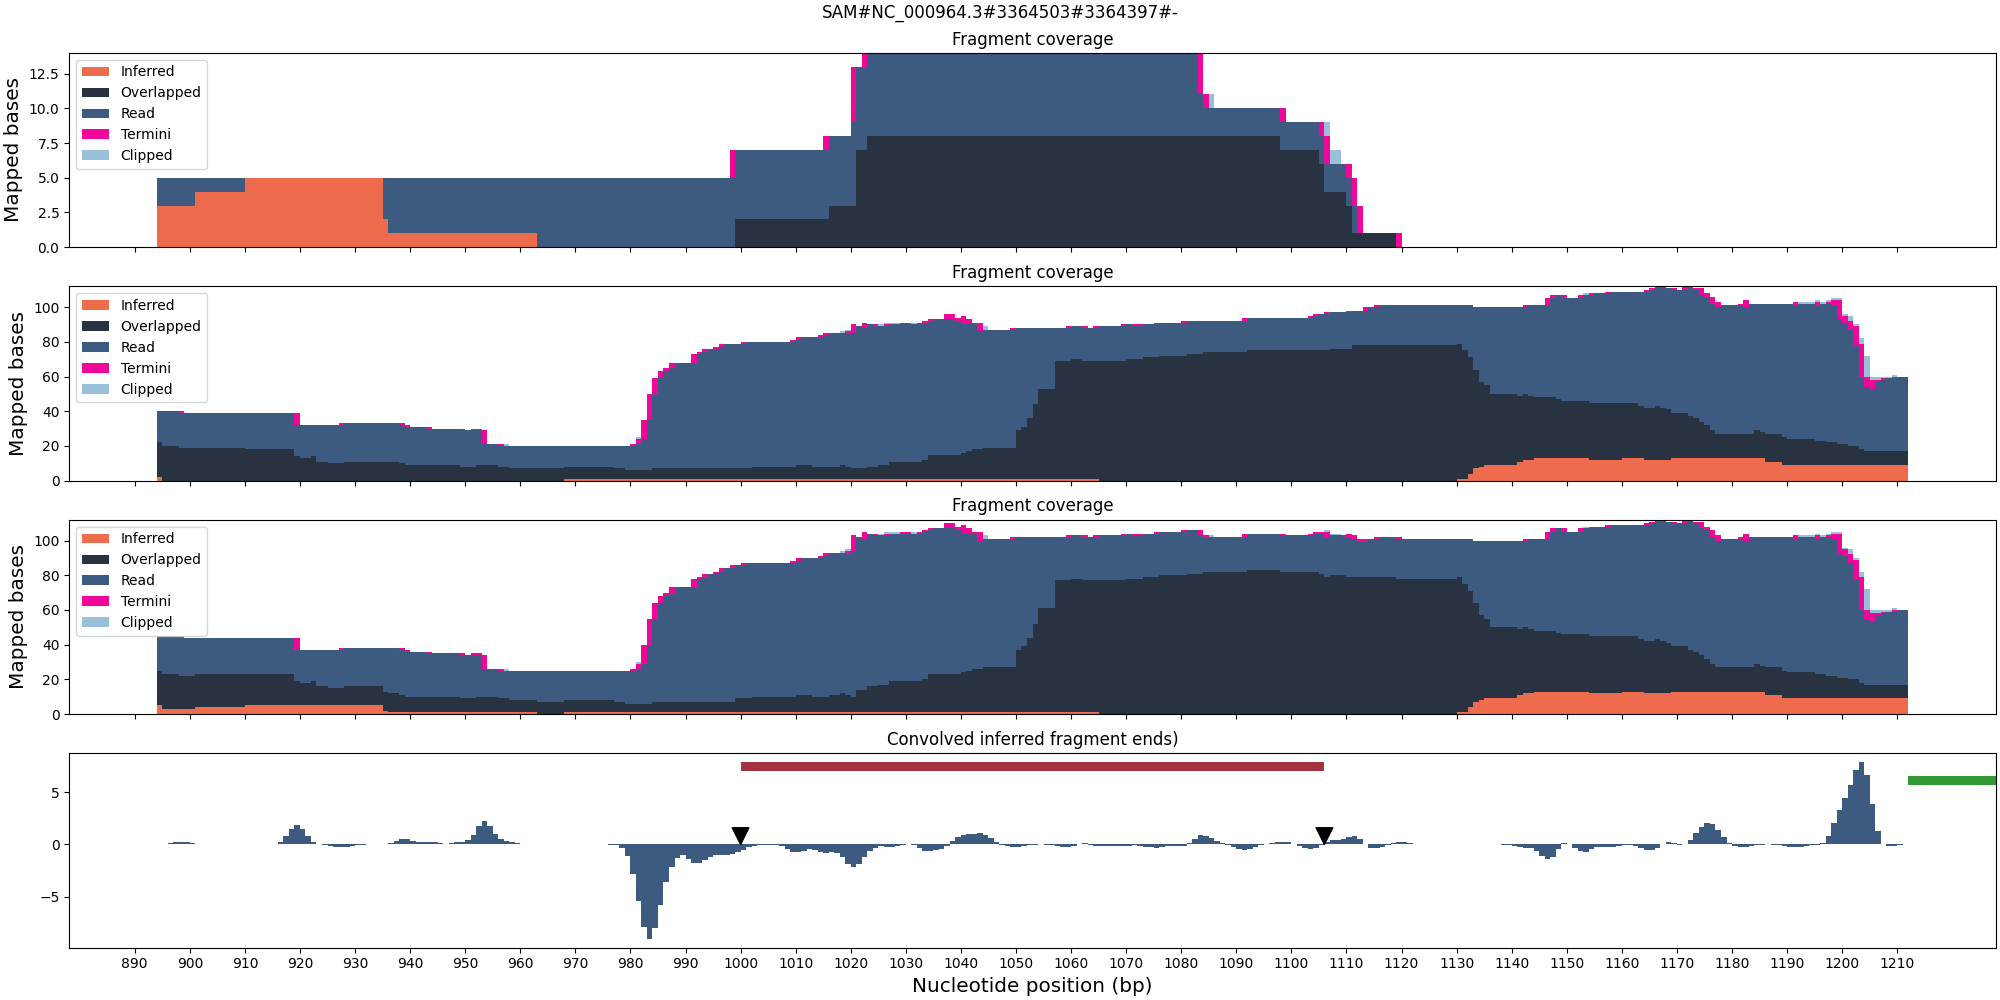 SAM#NC_000964.3#3364503#3364397#-
Fragment coverage
Mapped bases
12.5
10.0
7.5
5.0
2.5
0.0
Inferred
Overlapped
Read
Termini
Clipped
Fragment coverage
Mapped bases
100
80
60
40
20
0
Inferred
Overlapped
Read
Termini
Clipped
Fragment coverage
Mapped bases
100
80
60
40
20
0
Inferred
Overlapped
Read
Termini
Clipped
Convolved inferred fragment ends)
5
0
−5
890 900 910 920 930 940 950 960 970 980 990 1000 1010 1020 1030 1040 1050 1060 1070 1080 1090 1100 1110 1120 1130 1140 1150 1160 1170 1180 1190 1200 1210
Nucleotide position (bp)